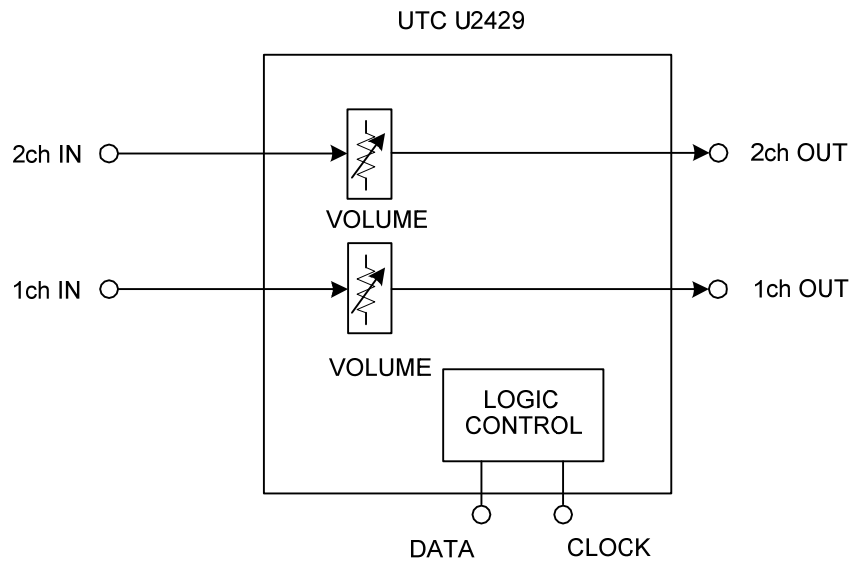 UTC U2429
2ch IN
2ch OUT
VOLUME
1ch IN
1ch OUT
VOLUME
LOGIC
CONTROL
DATA
CLOCK